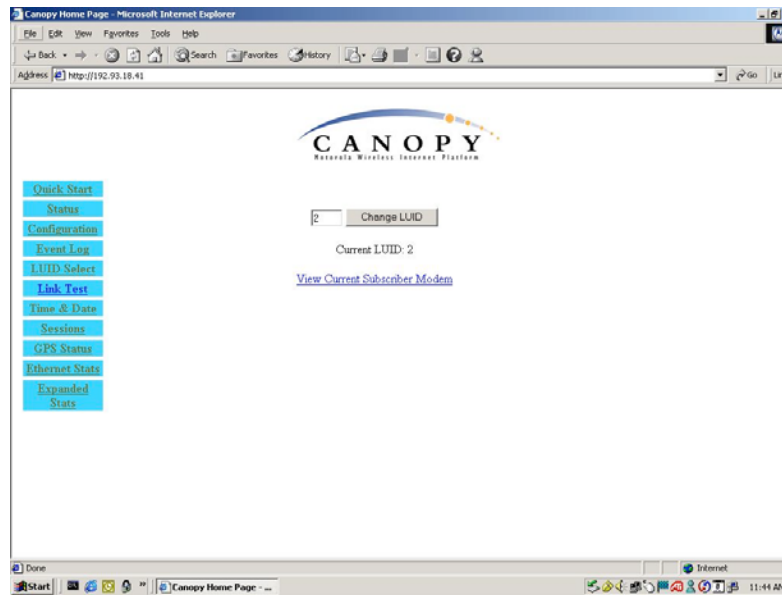 Canopy Home Page - Microsoft Internet Explorer
File Edit View Favorites Tools Help
Back Search Favorites History
Address http://192.93.18.41 Go
CANOPY
Motorola Wireless Internet Platform
Quick Start
Status
Configuration
Event Log
LUID Select
Link Test
Time & Date
Sessions
GPS Status
Ethernet Stats
Expanded
Stats
2 Change LUID
Current LUID: 2
View Current Subscriber Modem
Done Internet
Start Canopy Home Page - ... 11:44 AM